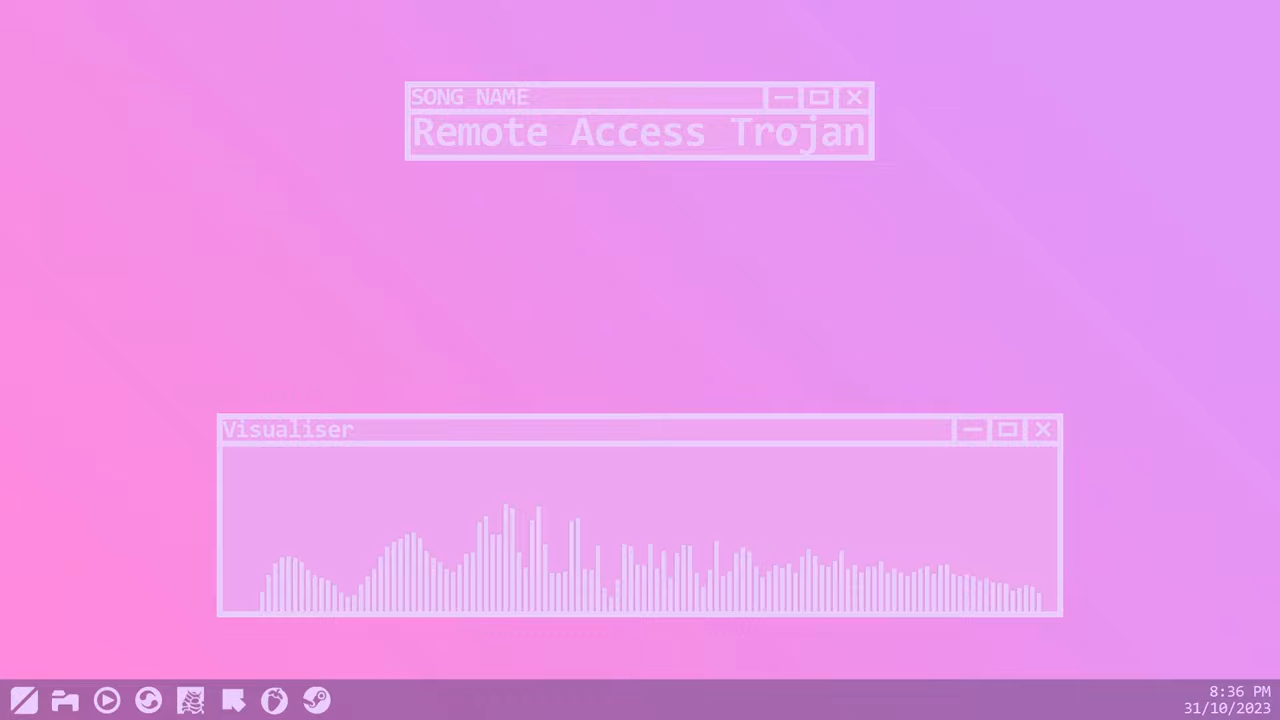 SONG NAME
Remote Access Trojan
Visualiser
8:36 PM
31/10/2023